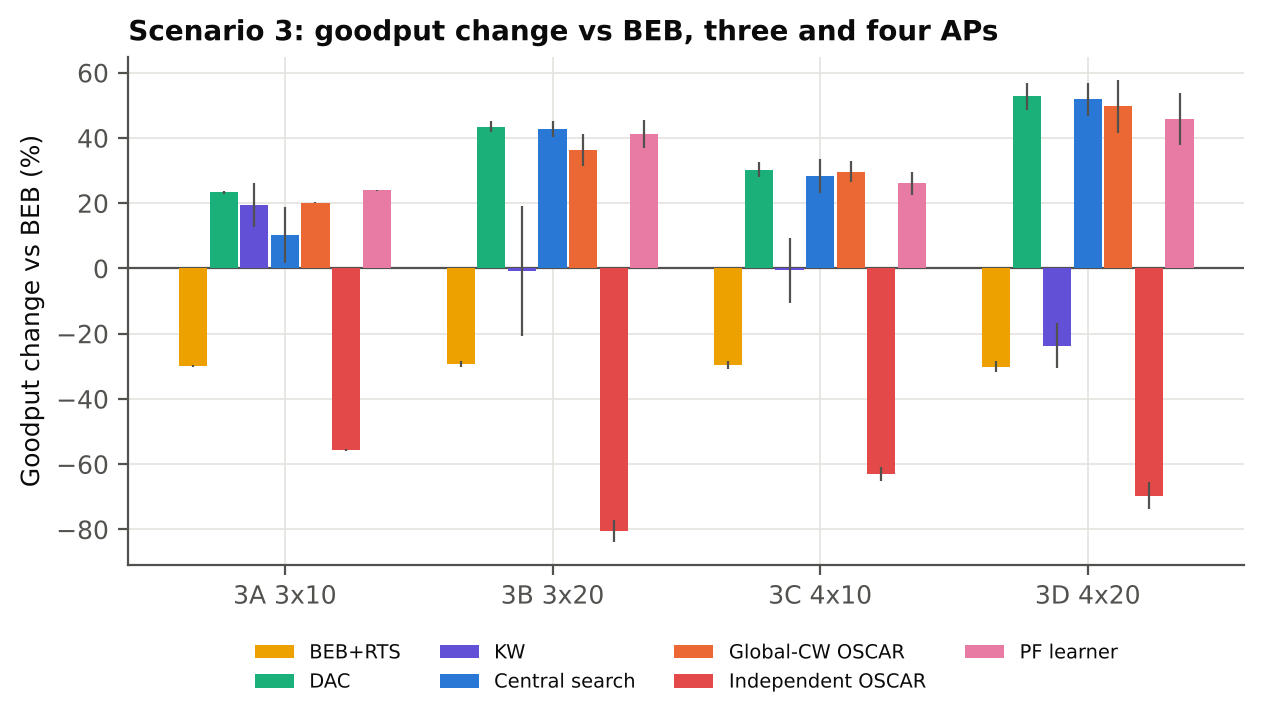 Scenario 3: goodput change vs BEB, three and four APs
Goodput change vs BEB (%)
60
40
20
0
−20
−40
−60
−80
3A 3x10
3B 3x20
3C 4x10
3D 4x20
BEB+RTS
KW
Global-CW OSCAR
PF learner
DAC
Central search
Independent OSCAR